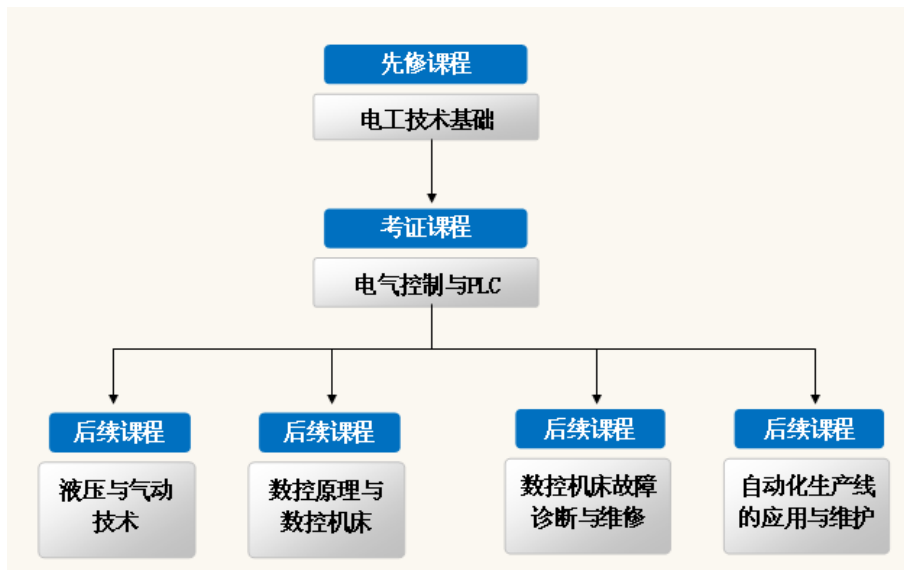 先修课程
电工技术基础
考证课程
电气控制与PLC
后续课程
液压与气动
技术
后续课程
数控原理与
数控机床
后续课程
数控机床故障
诊断与维修
后续课程
自动化生产线
的应用与维护